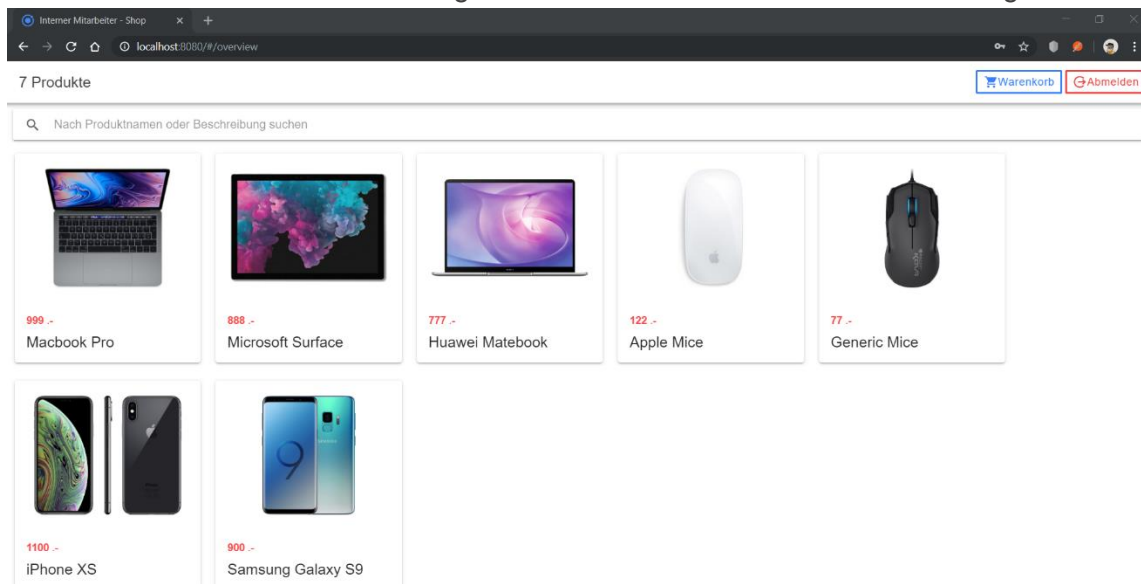 Interner Mitarbeiter - Shop
localhost:8080/#/overview
7 Produkte
Warenkorb
Abmelden
Nach Produktnamen oder Beschreibung suchen
999 .-
Macbook Pro
888 .-
Microsoft Surface
777 .-
Huawei Matebook
122 .-
Apple Mice
77 .-
Generic Mice
1100 .-
iPhone XS
9
900 .-
Samsung Galaxy S9